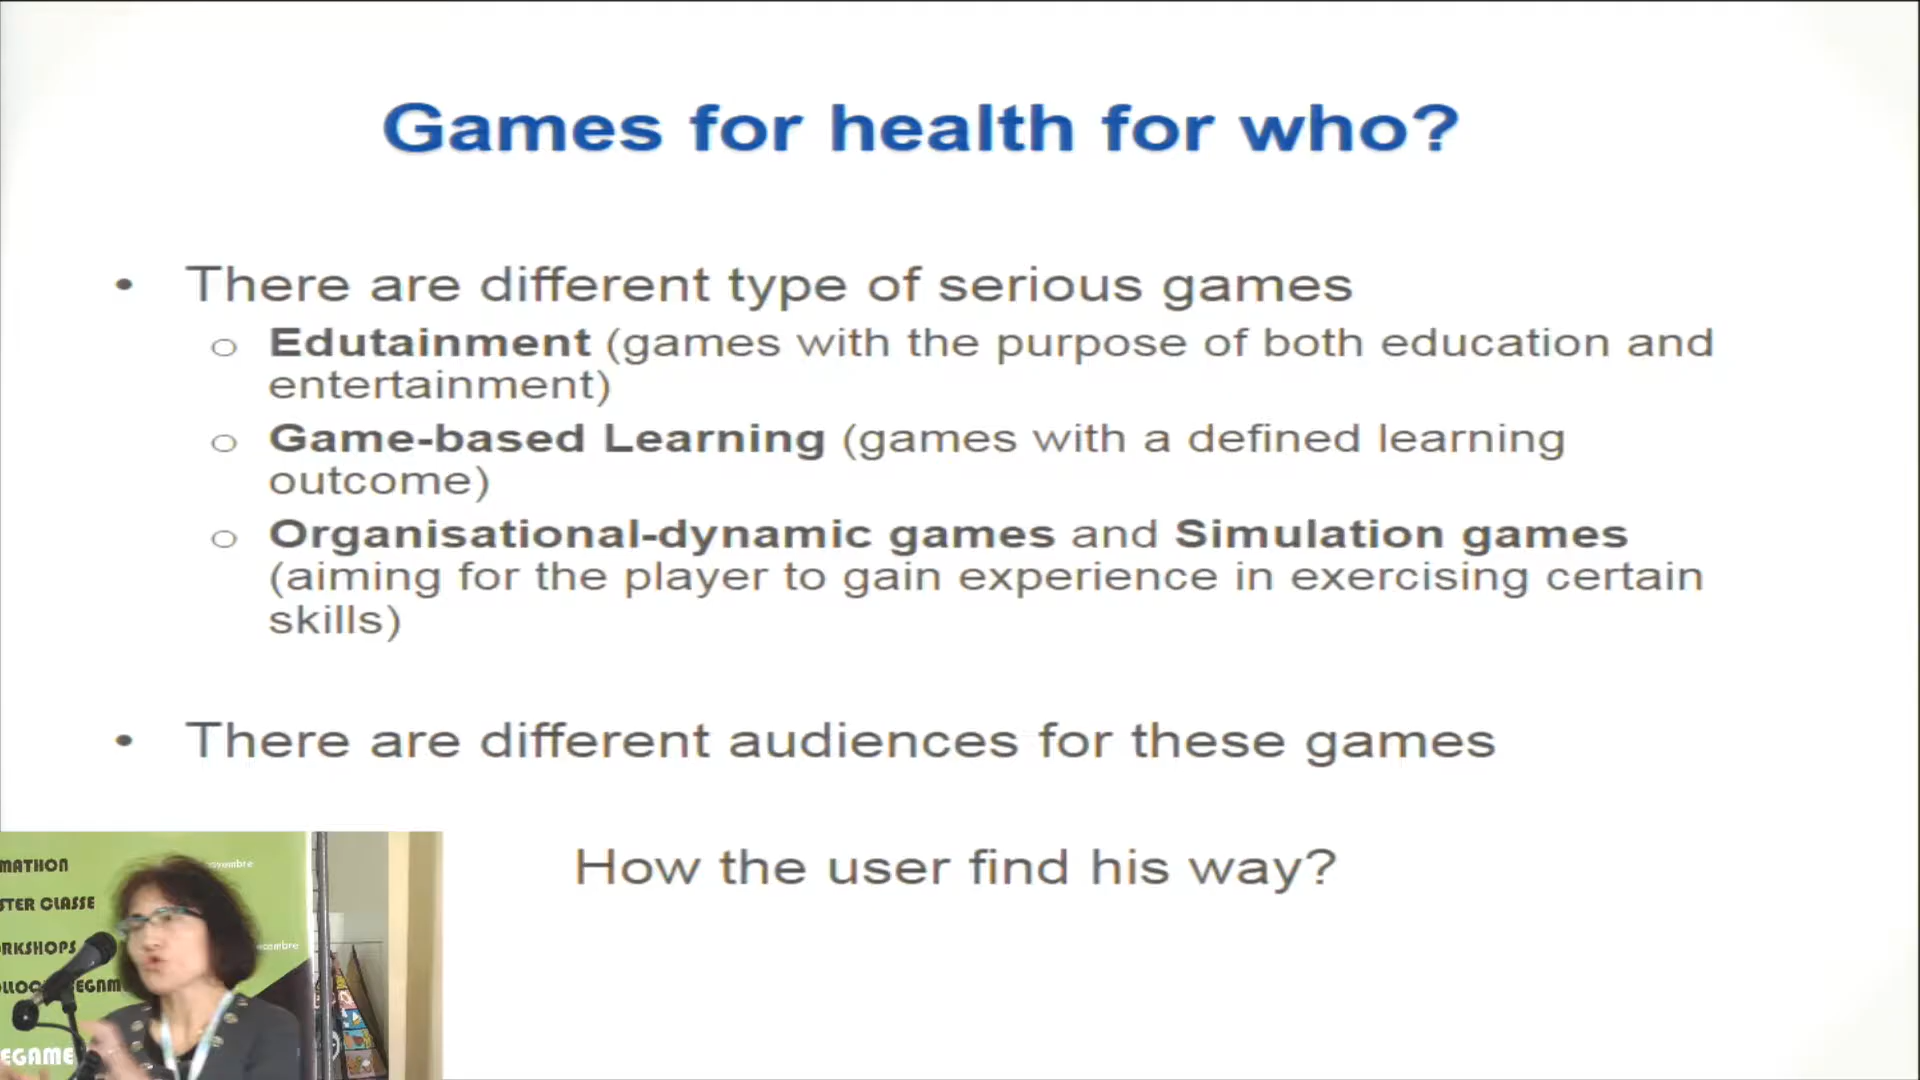 Games for health for who?
• There are different type of serious games
○ Edutainment (games with the purpose of both education and
entertainment)
○ Game-based Learning (games with a defined learning
outcome)
○ Organisational-dynamic games and Simulation games
(aiming for the player to gain experience in exercising certain
skills)
• There are different audiences for these games
How the user find his way?
MATHON
STER CLASSE
RKSHOPS
EGAME